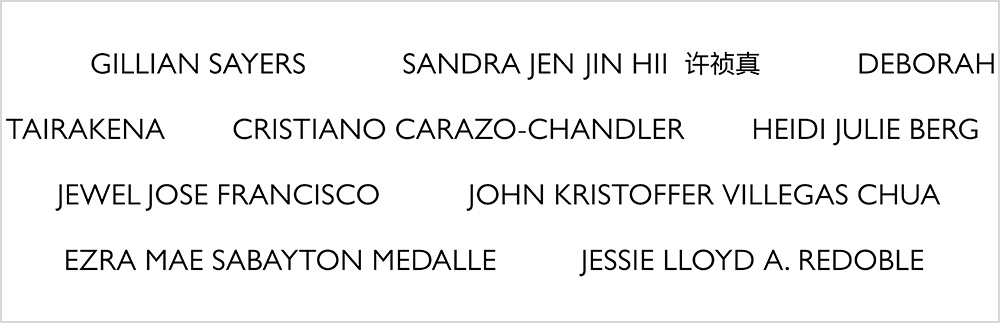 GILLIAN SAYERS SANDRA JEN JIN HII 许祯真 DEBORAH
TAIRAKENA CRISTIANO CARAZO-CHANDLER HEIDI JULIE BERG
JEWEL JOSE FRANCISCO JOHN KRISTOFFER VILLEGAS CHUA
EZRA MAE SABAYTON MEDALLE JESSIE LLOYD A. REDOBLE